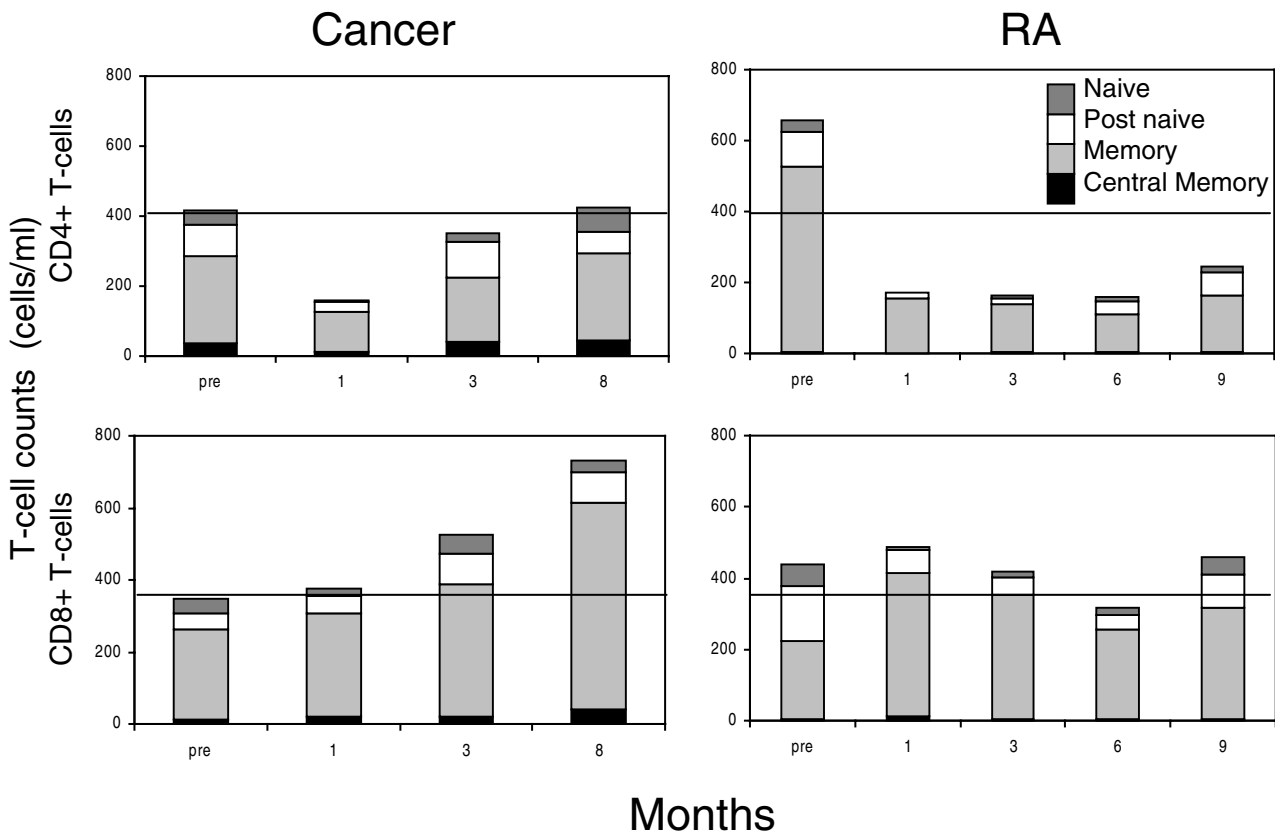 Cancer
RA
T-cell counts (cells/ml)
CD4+ T-cells
CD8+ T-cells
800
600
400
200
0
pre 1 3 8
800
600
400
200
0
Naive
Post naive
Memory
Central Memory
pre 1 3 6 9
800
600
400
200
0
pre 1 3 8
800
600
400
200
0
pre 1 3 6 9
Months